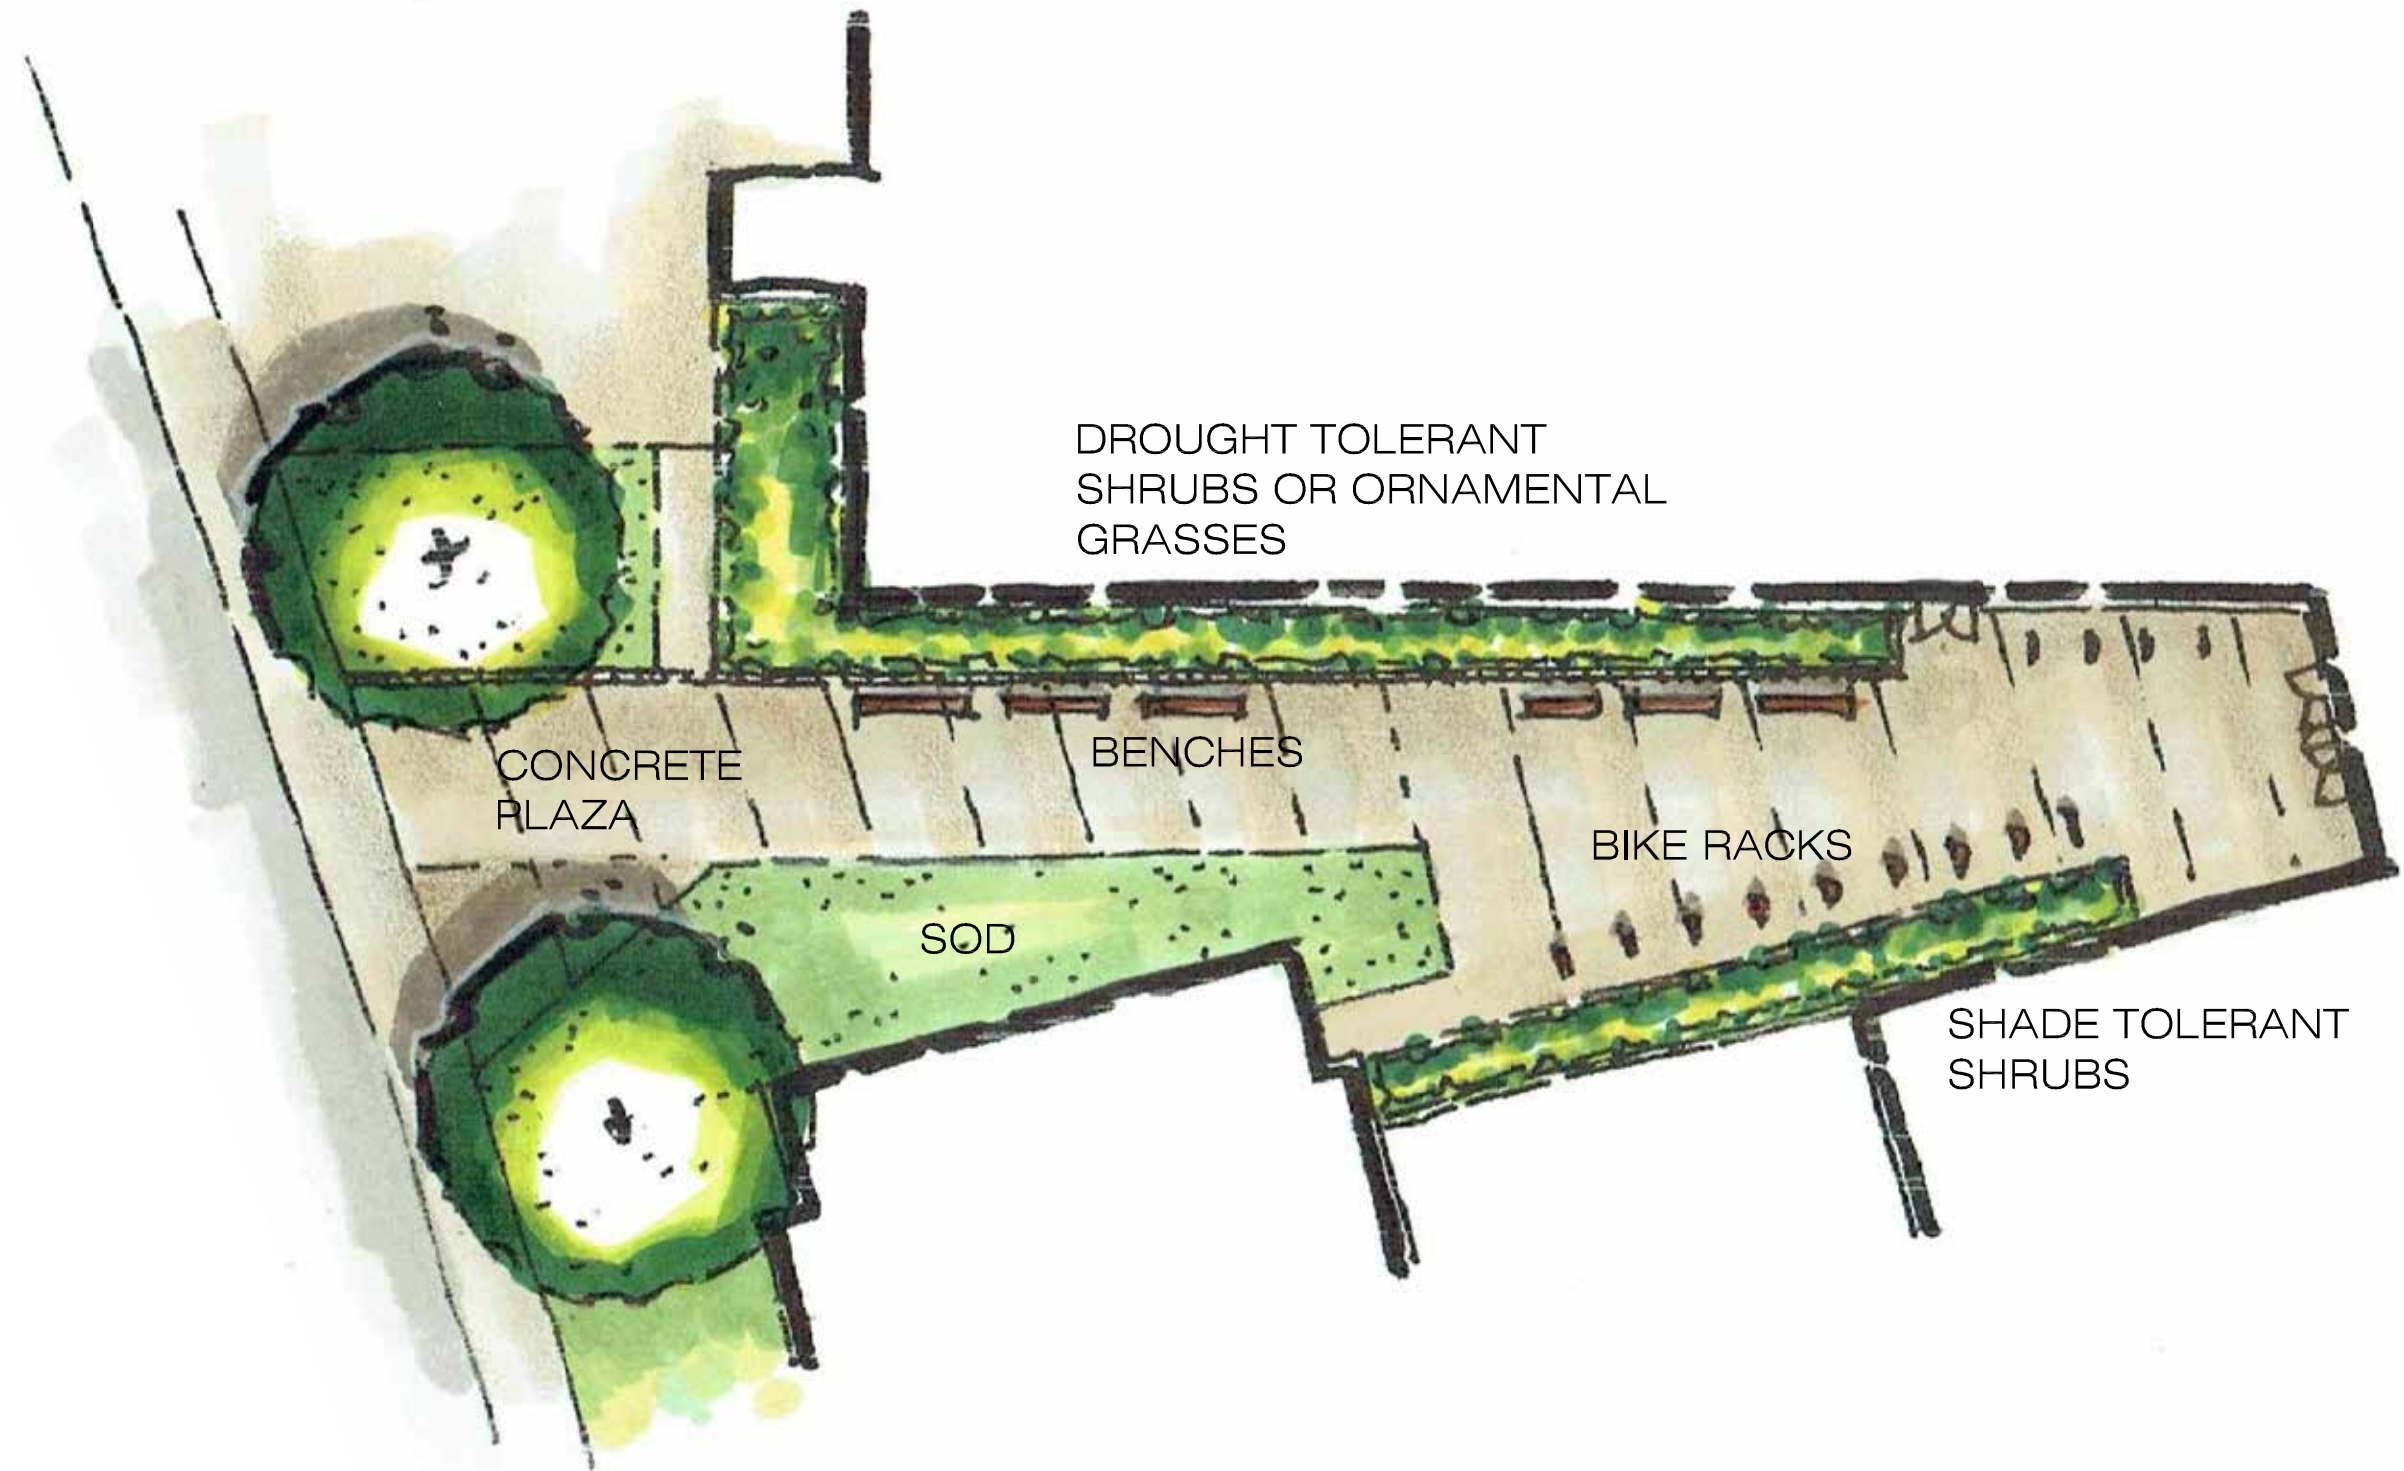 DROUGHT TOLERANT
SHRUBS OR ORNAMENTAL
GRASSES
CONCRETE
PLAZA
BENCHES
BIKE RACKS
SOD
SHADE TOLERANT
SHRUBS